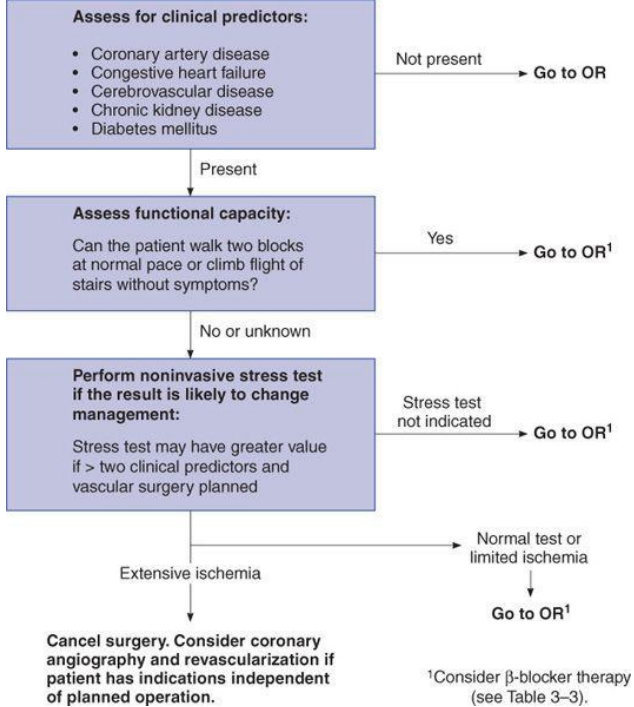 Assess for clinical predictors:
• Coronary artery disease
• Congestive heart failure
• Cerebrovascular disease
• Chronic kidney disease
• Diabetes mellitus
Not present
Go to OR
Present
Assess functional capacity:
Can the patient walk two blocks
at normal pace or climb flight of
stairs without symptoms?
Yes
Go to OR¹
No or unknown
Perform noninvasive stress test
if the result is likely to change
management:
Stress test may have greater value
if > two clinical predictors and
vascular surgery planned
Stress test
not indicated
Go to OR¹
Normal test or
limited ischemia
Extensive ischemia
Go to OR¹
Cancel surgery. Consider coronary
angiography and revascularization if
patient has indications independent
of planned operation.
¹Consider β-blocker therapy
(see Table 3–3).